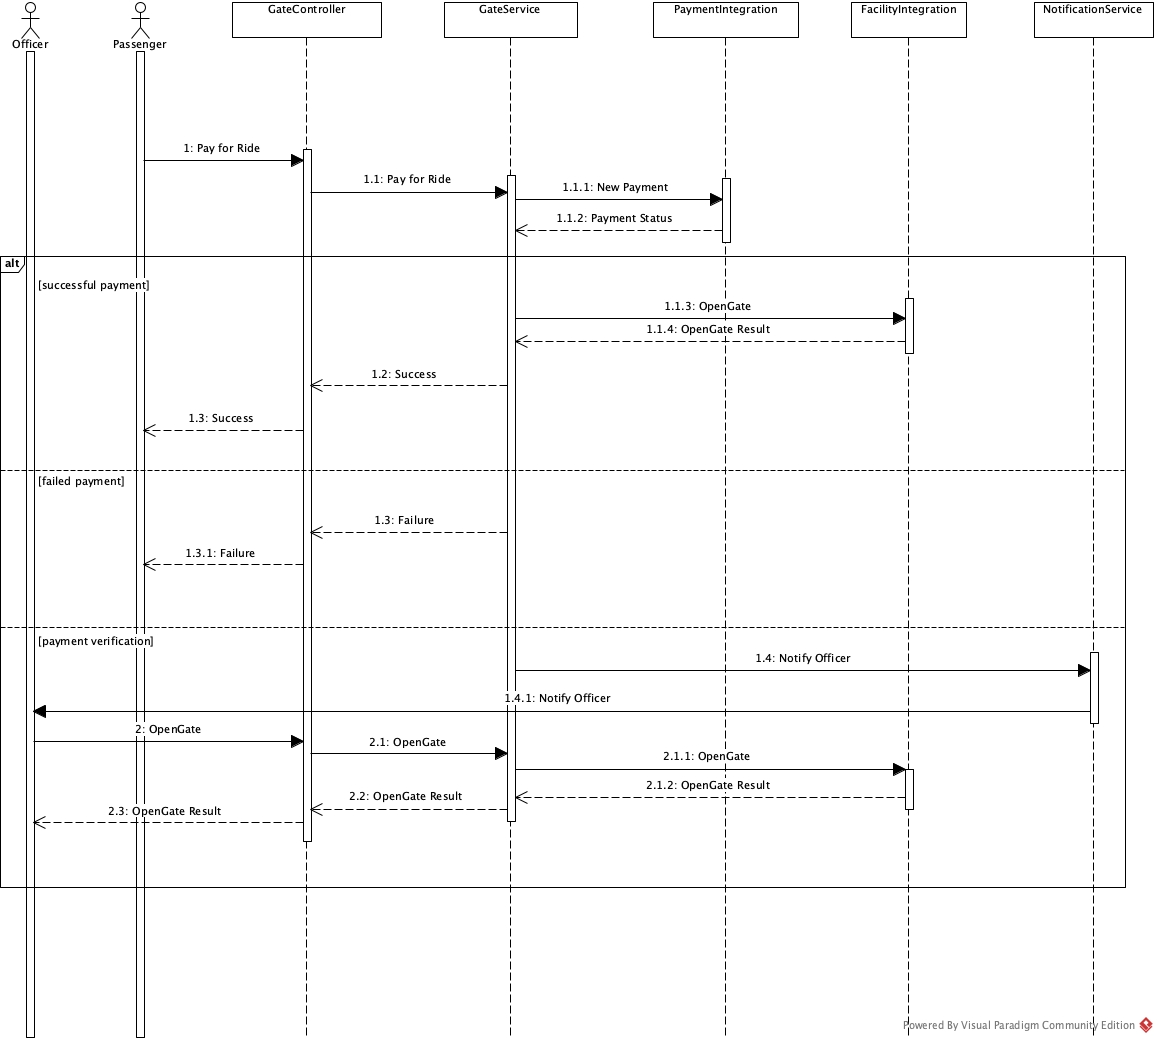 GateController
GateService
PaymentIntegration
FacilityIntegration
NotificationService
Officer
Passenger
1: Pay for Ride
1.1: Pay for Ride
1.1.1: New Payment
1.1.2: Payment Status
alt
[successful payment]
1.1.3: OpenGate
1.1.4: OpenGate Result
1.2: Success
1.3: Success
[failed payment]
1.3: Failure
1.3.1: Failure
[payment verification]
1.4: Notify Officer
1.4.1: Notify Officer
2: OpenGate
2.1: OpenGate
2.1.1: OpenGate
2.1.2: OpenGate Result
2.2: OpenGate Result
2.3: OpenGate Result
Powered By Visual Paradigm Community Edition